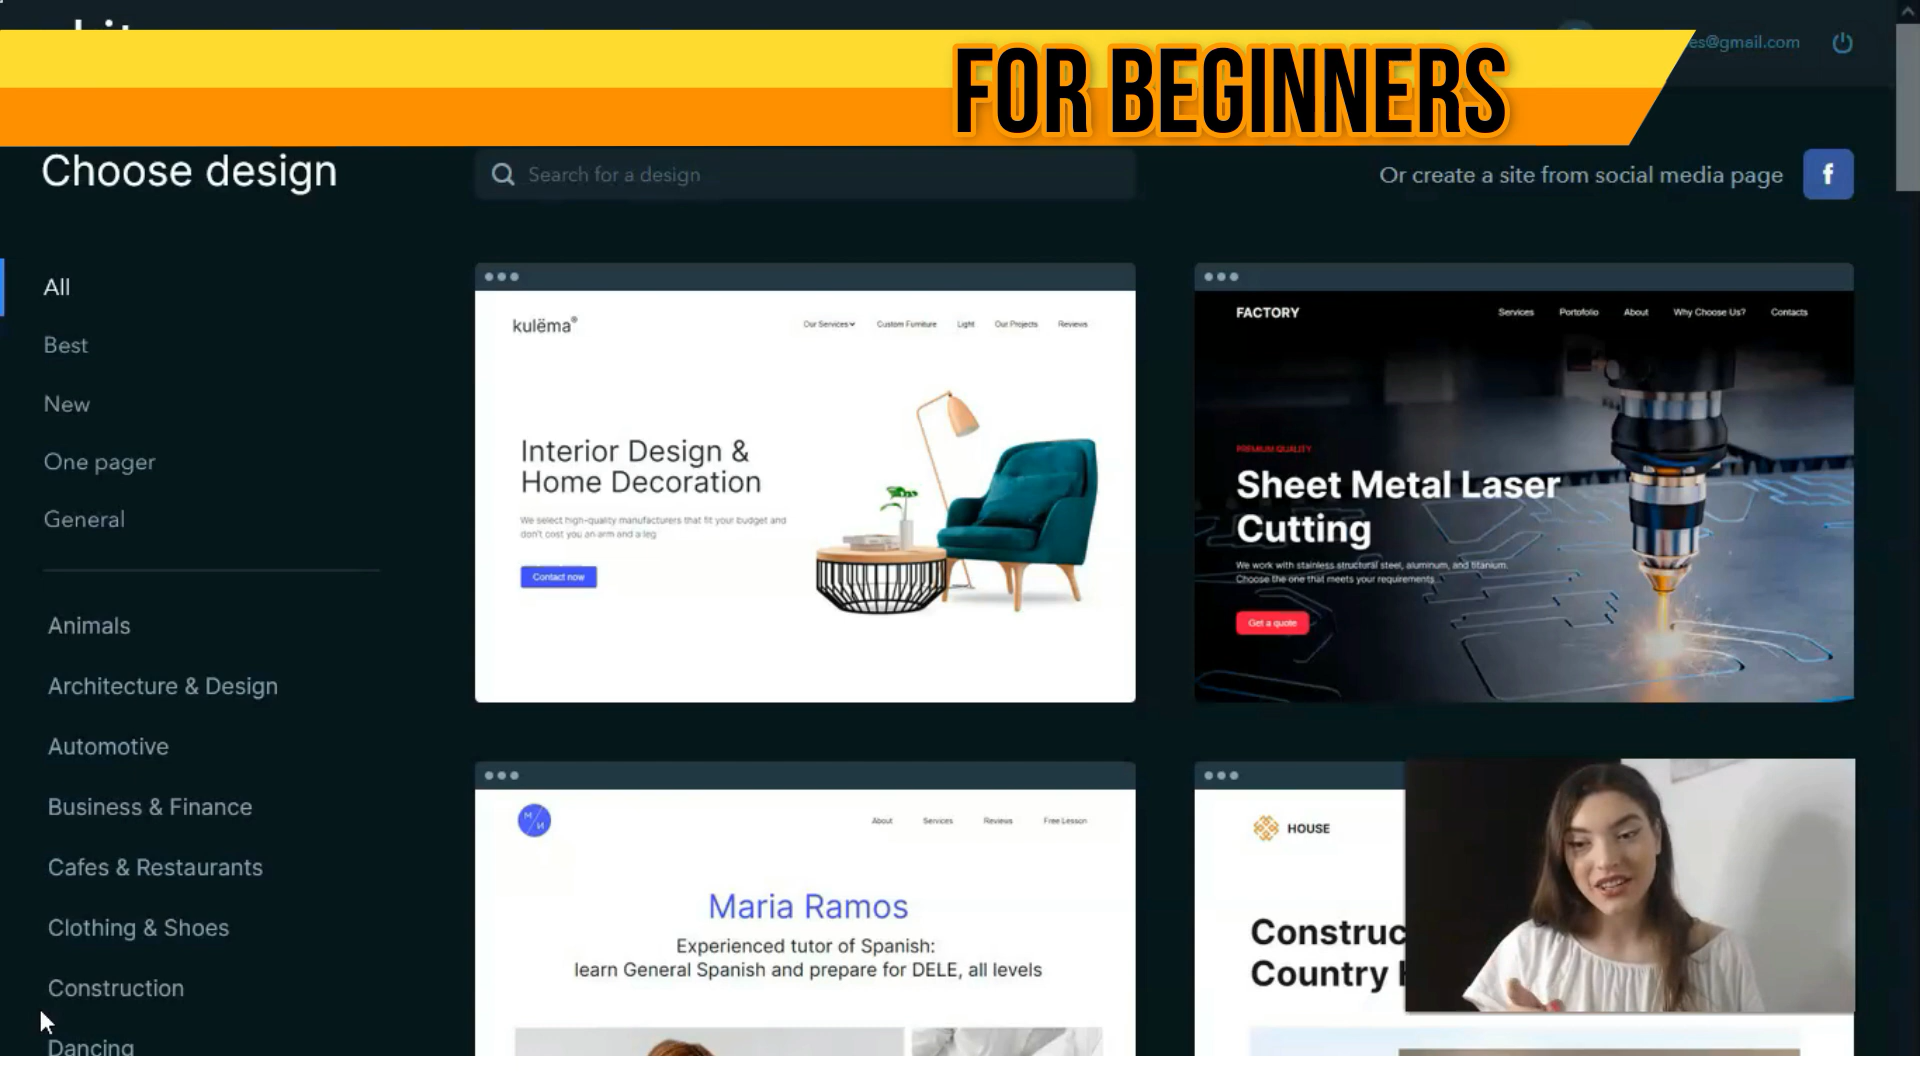 FOR BEGINNERS
es@gmail.com
Choose design
Search for a design
Or create a site from social media page
f
All
Best
New
One pager
General
Animals
Architecture & Design
Automotive
Business & Finance
Cafes & Restaurants
Clothing & Shoes
Construction
Dancing
kulëma®
Our Services
Custom Furniture
Light
Our Projects
Reviews
Interior Design &
Home Decoration
We select high-quality manufacturers that fit your budget and
don't cost you an arm and a leg
Contact now
FACTORY
Services
Portofolio
About
Why Choose Us?
Contacts
PREMIUM QUALITY
Sheet Metal Laser
Cutting
We work with stainless structural steel, aluminum, and titanium.
Choose the one that meets your requirements
Get a quote
About
Services
Reviews
Free Lesson
Maria Ramos
Experienced tutor of Spanish:
learn General Spanish and prepare for DELE, all levels
HOUSE
Construc
Country